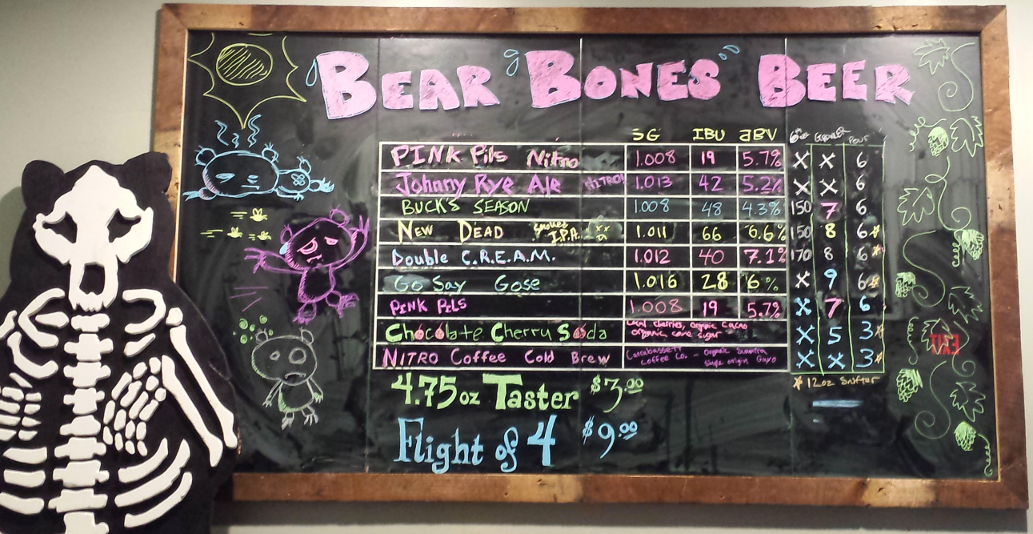 BEAR BONES BEER
SG IBU ABV 6oz Growth Pour
PINK Pils Nitro 1.008 19 5.7% X X 6
Johnny Rye Ale NITRO! 1.013 42 5.2% X X 6
BUCK'S SEASON 1.008 48 4.3% 150 7 6
NEW DEAD Smoked I.P.A. 1.011 66 6.6% 150 8 6*
Double C.R.E.A.M. 1.012 40 7.1% 170 8 6*
Go Say Gose 1.016 28 6% X 9 6*
PINK PILS 1.008 19 5.7% X 7 6
Chocolate Cherry Soda Local cherries, organic cacao X 5 3*
organic cane sugar
NITRO Coffee Cold Brew Carrabassett X X 3*
Coffee Co. - Organic Sumatra
single origin Gayo
* 12oz Snifter
4.75oz Taster $3.00
Flight of 4 $9.00
EXIT